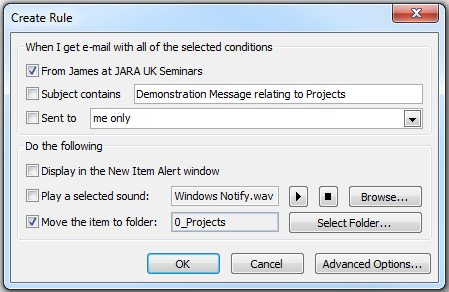 Create Rule
When I get e-mail with all of the selected conditions
From James at JARA UK Seminars
Subject contains Demonstration Message relating to Projects
Sent to me only
Do the following
Display in the New Item Alert window
Play a selected sound: Windows Notify.wav Browse...
Move the item to folder: 0_Projects Select Folder...
OK Cancel Advanced Options...